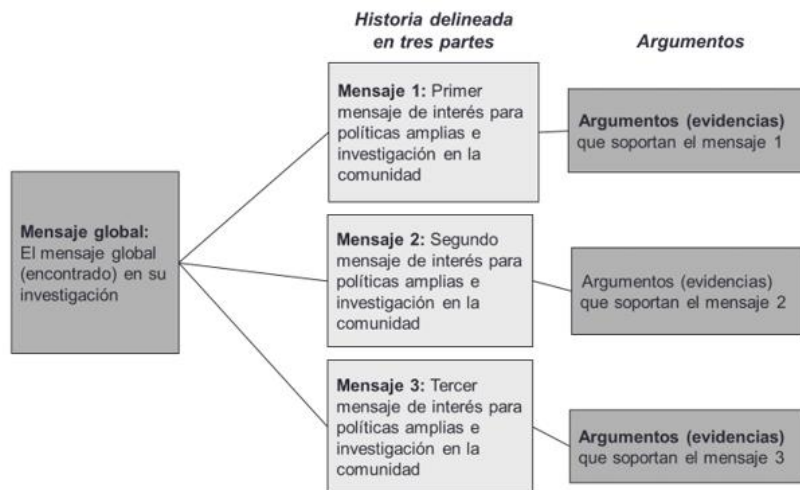 Historia delineada
en tres partes
Argumentos
Mensaje global:
El mensaje global
(encontrado) en su
investigación
Mensaje 1: Primer
mensaje de interés para
políticas amplias e
investigación en la
comunidad
Argumentos (evidencias)
que soportan el mensaje 1
Mensaje 2: Segundo
mensaje de interés para
políticas amplias e
investigación en la
comunidad
Argumentos (evidencias)
que soportan el mensaje 2
Mensaje 3: Tercer
mensaje de interés para
políticas amplias e
investigación en la
comunidad
Argumentos (evidencias)
que soportan el mensaje 3